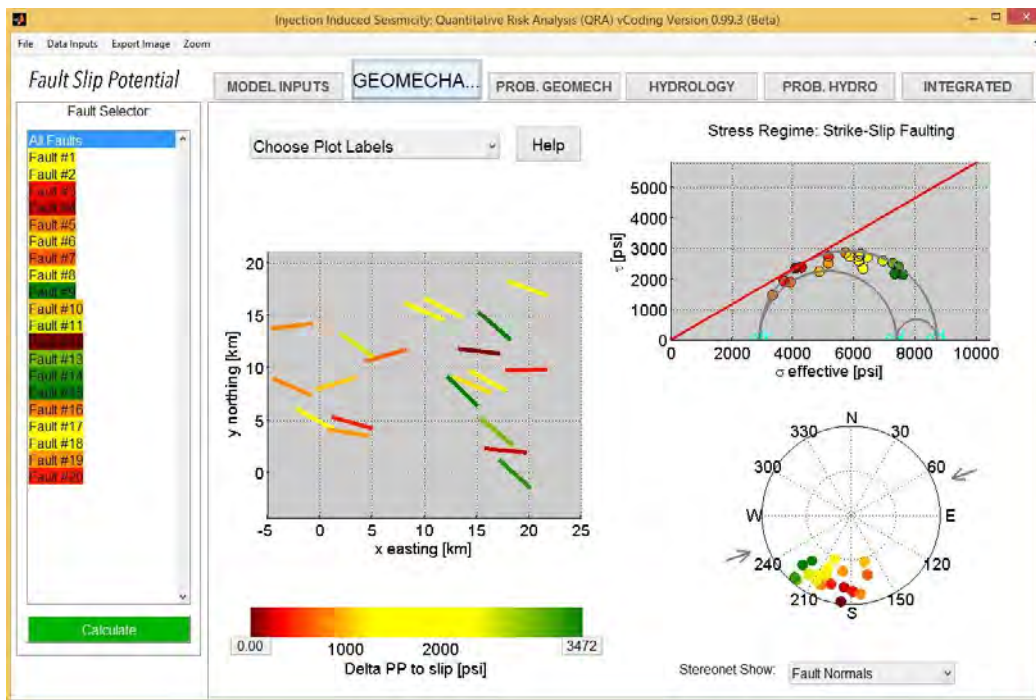 Injection Induced Seismicity: Quantitative Risk Analysis (QRA) vCoding Version 0.99.3 (Beta)
File Data Inputs Export Image Zoom
Fault Slip Potential
MODEL INPUTS GEOMECHA... PROB. GEOMECH HYDROLOGY PROB. HYDRO INTEGRATED
Fault Selector
All Faults
Fault #1
Fault #2
Fault #3
Fault #4
Fault #5
Fault #6
Fault #7
Fault #8
Fault #9
Fault #10
Fault #11
Fault #13
Fault #14
Fault #15
Fault #16
Fault #17
Fault #18
Fault #19
Fault #20
Calculate
Choose Plot Labels
Help
20
15
10
5
0
y northing [km]
-5 0 5 10 15 20 25
x easting [km]
0.00 1000 2000 3472
Delta PP to slip [psi]
Stress Regime: Strike-Slip Faulting
5000
4000
3000
2000
1000
0
τ [psi]
0 2000 4000 6000 8000 10000
σ effective [psi]
N
330 30
300 60
W E
240 120
210 150
S
Stereonet Show: Fault Normals